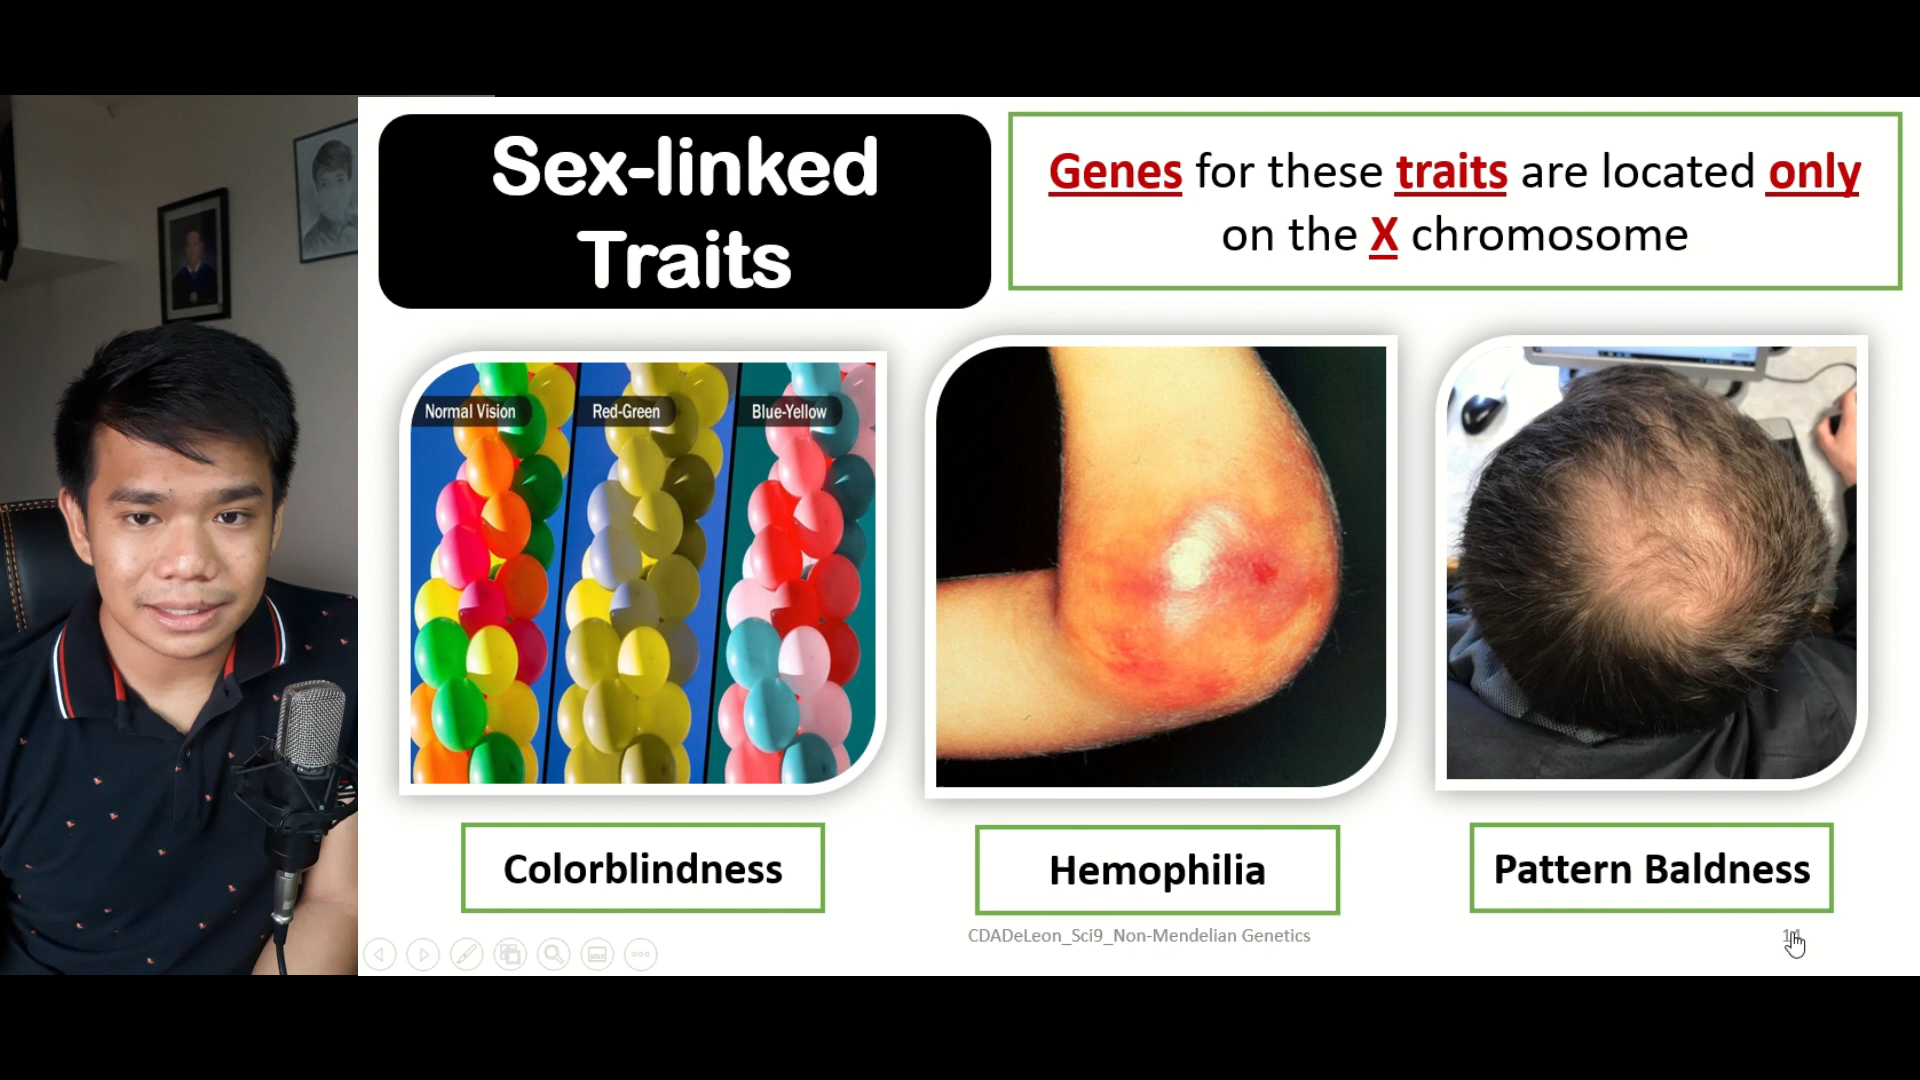 Sex-linked
Traits
Genes for these traits are located only
on the X chromosome
Normal Vision
Red-Green
Blue-Yellow
Colorblindness
Hemophilia
Pattern Baldness
CDADeLeon_Sci9_Non-Mendelian Genetics